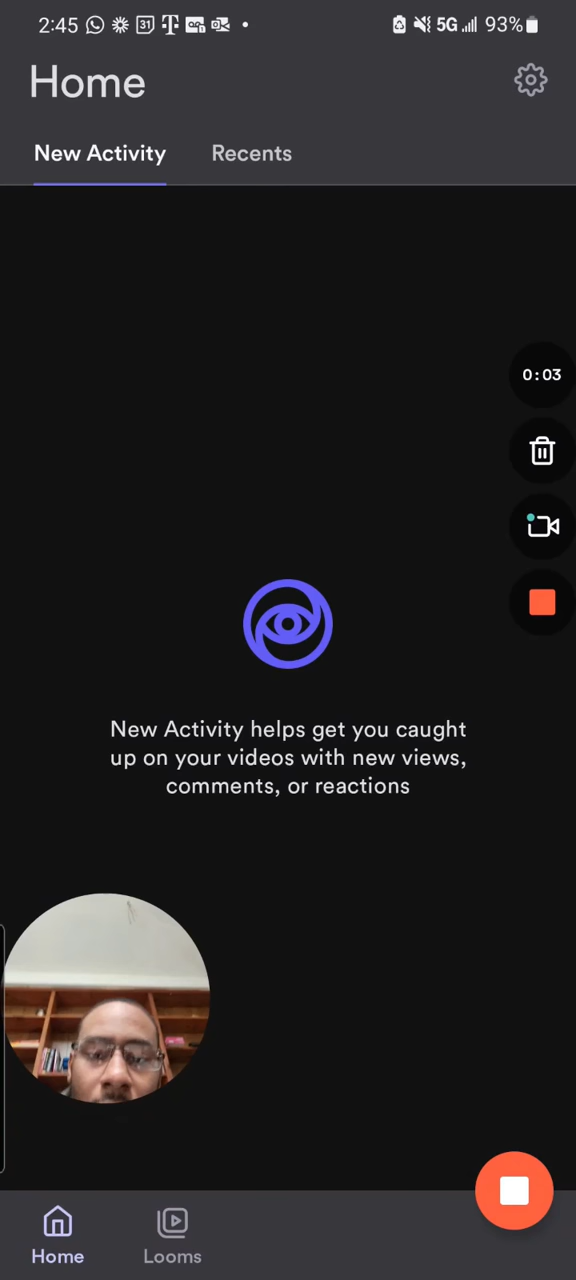 2:45 31 5G 93%
Home
New Activity Recents
0:03
New Activity helps get you caught
up on your videos with new views,
comments, or reactions
Home Looms